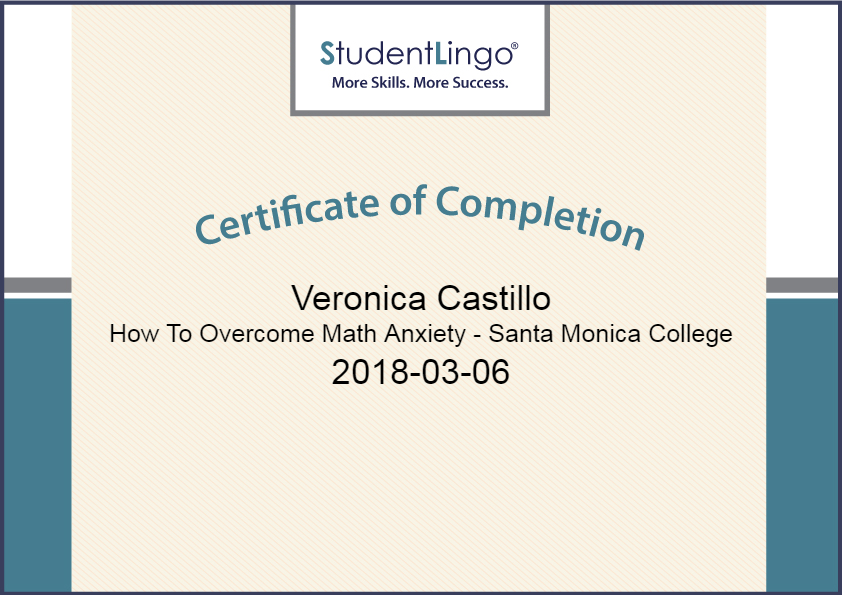 StudentLingo®
More Skills. More Success.
Certificate of Completion
Veronica Castillo
How To Overcome Math Anxiety - Santa Monica College
2018-03-06